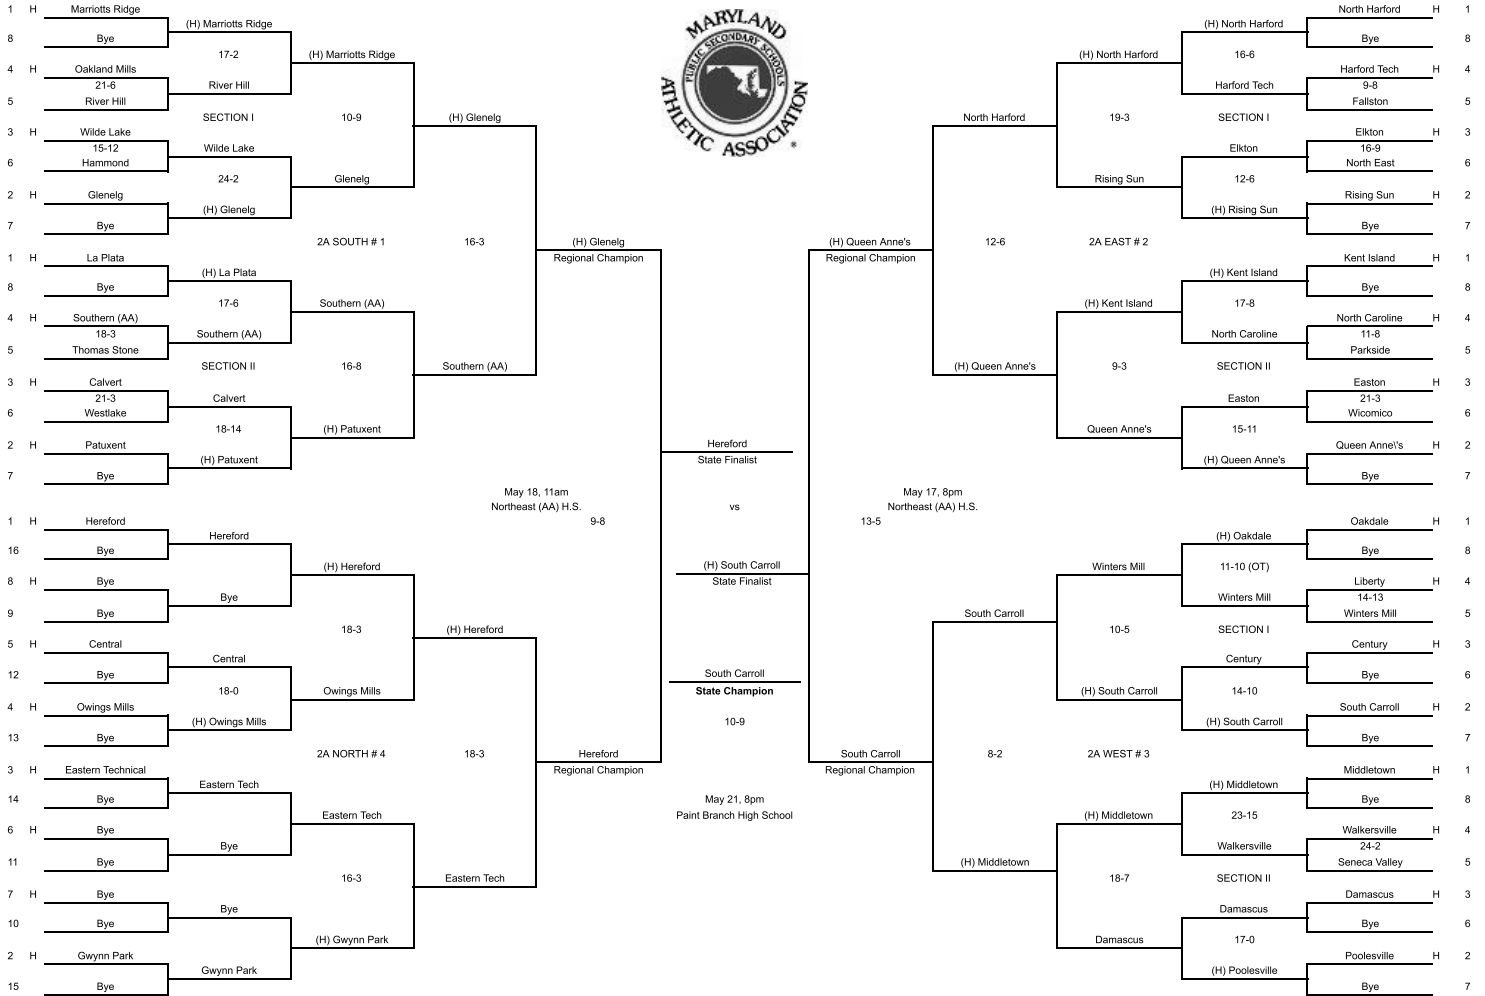 MARYLAND
PUBLIC SECONDARY SCHOOLS
ATHLETIC ASSOCIATION
®
1 H Marriotts Ridge
(H) Marriotts Ridge
8 Bye
17-2
(H) Marriotts Ridge
4 H Oakland Mills
21-6
River Hill
5 River Hill
SECTION I
10-9
(H) Glenelg
3 H Wilde Lake
15-12
Wilde Lake
6 Hammond
24-2
Glenelg
2 H Glenelg
(H) Glenelg
7 Bye
2A SOUTH # 1
16-3
(H) Glenelg
Regional Champion
1 H La Plata
(H) La Plata
8 Bye
17-6
Southern (AA)
4 H Southern (AA)
18-3
Southern (AA)
5 Thomas Stone
SECTION II
16-8
Southern (AA)
3 H Calvert
21-3
Calvert
6 Westlake
18-14
(H) Patuxent
2 H Patuxent
(H) Patuxent
7 Bye
May 18, 11am
Northeast (AA) H.S.
9-8
1 H Hereford
Hereford
16 Bye
(H) Hereford
8 H Bye
Bye
9 Bye
18-3
(H) Hereford
5 H Central
Central
12 Bye
18-0
Owings Mills
4 H Owings Mills
(H) Owings Mills
13 Bye
2A NORTH # 4
18-3
Hereford
Regional Champion
3 H Eastern Technical
Eastern Tech
14 Bye
Eastern Tech
6 H Bye
Bye
11 Bye
16-3
Eastern Tech
7 H Bye
Bye
10 Bye
(H) Gwynn Park
2 H Gwynn Park
Gwynn Park
15 Bye
Hereford
State Finalist
vs
(H) South Carroll
State Finalist
South Carroll
State Champion
10-9
May 21, 8pm
Paint Branch High School
North Harford H 1
(H) North Harford
Bye 8
16-6
(H) North Harford
Harford Tech H 4
9-8
Harford Tech
Fallston 5
SECTION I
19-3
North Harford
Elkton H 3
16-9
Elkton
North East 6
12-6
Rising Sun
Rising Sun H 2
(H) Rising Sun
Bye 7
2A EAST # 2
12-6
(H) Queen Anne's
Regional Champion
Kent Island H 1
(H) Kent Island
Bye 8
17-8
(H) Kent Island
North Caroline H 4
11-8
North Caroline
Parkside 5
SECTION II
9-3
(H) Queen Anne's
Easton H 3
21-3
Easton
Wicomico 6
15-11
Queen Anne's
Queen Anne\'s H 2
(H) Queen Anne's
Bye 7
May 17, 8pm
Northeast (AA) H.S.
13-5
Oakdale H 1
(H) Oakdale
Bye 8
11-10 (OT)
Winters Mill
Liberty H 4
14-13
Winters Mill
Winters Mill 5
SECTION I
10-5
South Carroll
Century H 3
Century
Bye 6
14-10
(H) South Carroll
South Carroll H 2
(H) South Carroll
Bye 7
2A WEST # 3
8-2
South Carroll
Regional Champion
Middletown H 1
(H) Middletown
Bye 8
23-15
(H) Middletown
Walkersville H 4
24-2
Walkersville
Seneca Valley 5
SECTION II
18-7
(H) Middletown
Damascus H 3
Damascus
Bye 6
17-0
Damascus
Poolesville H 2
(H) Poolesville
Bye 7